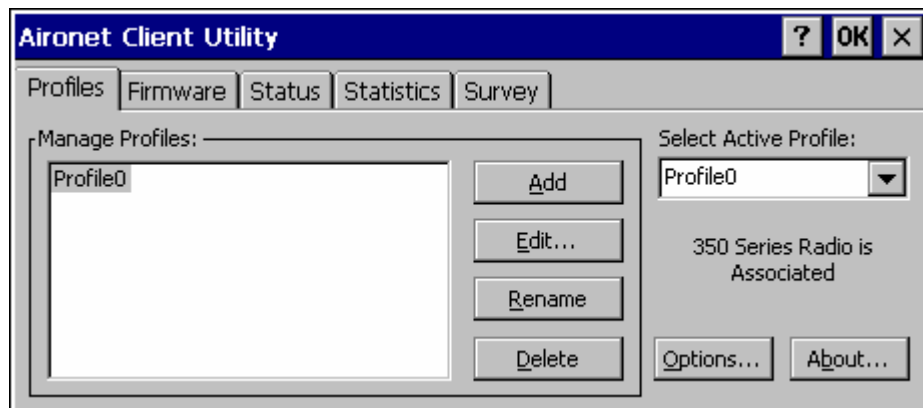 Aironet Client Utility ? OK ×
Profiles Firmware Status Statistics Survey
Manage Profiles:
Profile0
Add
Edit...
Rename
Delete
Select Active Profile:
Profile0
350 Series Radio is
Associated
Options... About...